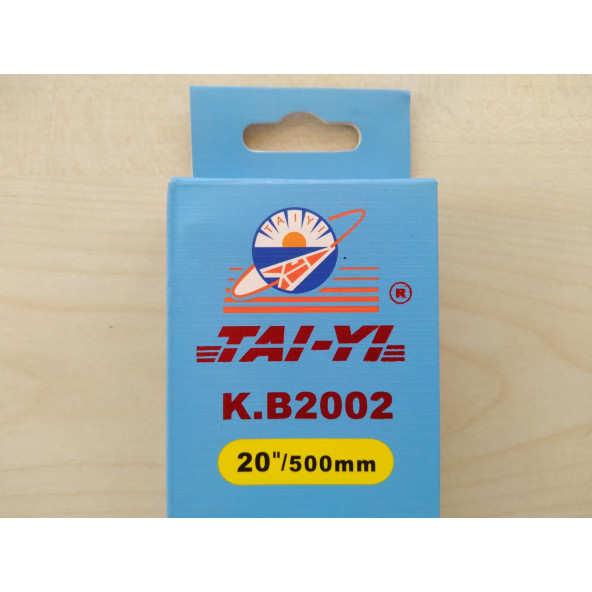 TAIYI
®
TAI-YI
K.B2002
20"/500mm